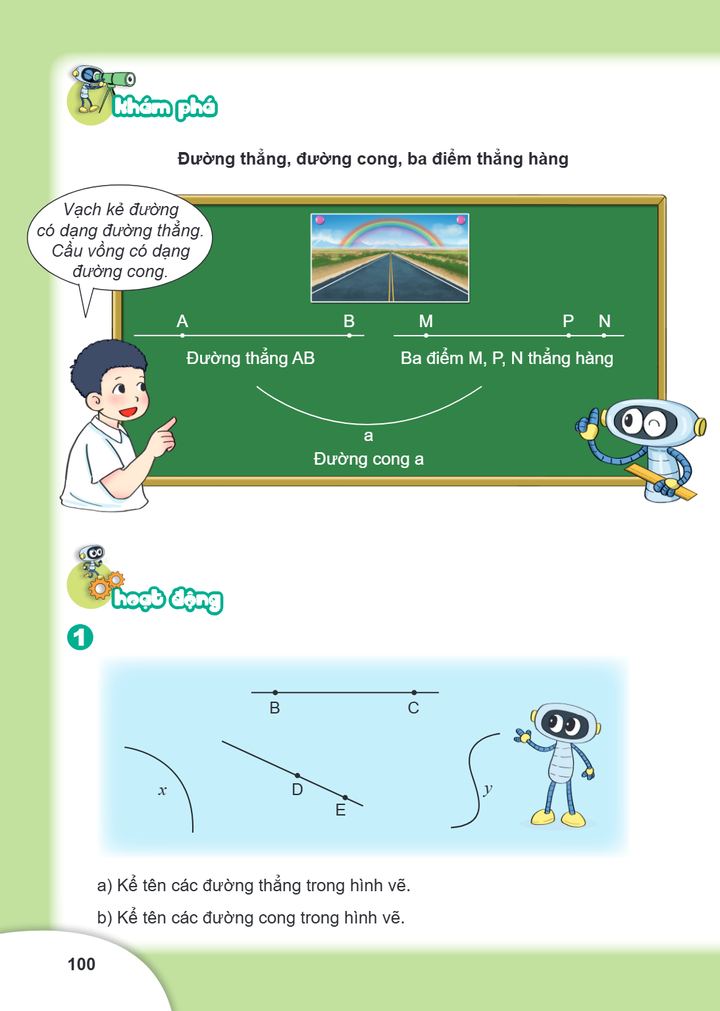 Khám phá
Đường thẳng, đường cong, ba điểm thẳng hàng
Vạch kẻ đường
có dạng đường thẳng.
Cầu vồng có dạng
đường cong.
A B M P N
Đường thẳng AB Ba điểm M, P, N thẳng hàng
a
Đường cong a
hoạt động
1
B C
x D y
E
a) Kể tên các đường thẳng trong hình vẽ.
b) Kể tên các đường cong trong hình vẽ.
100